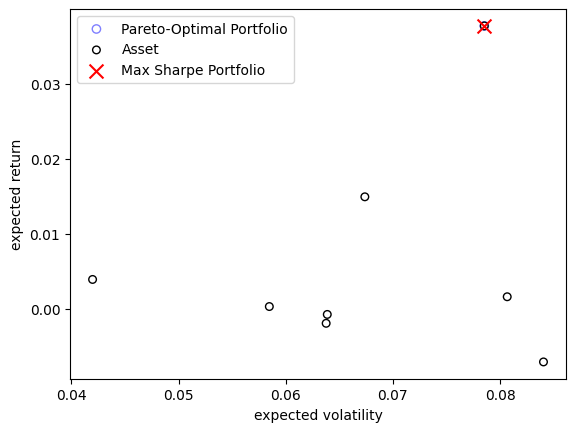 Pareto-Optimal Portfolio
Asset
Max Sharpe Portfolio
expected return
0.03
0.02
0.01
0.00
0.04
0.05
0.06
0.07
0.08
expected volatility